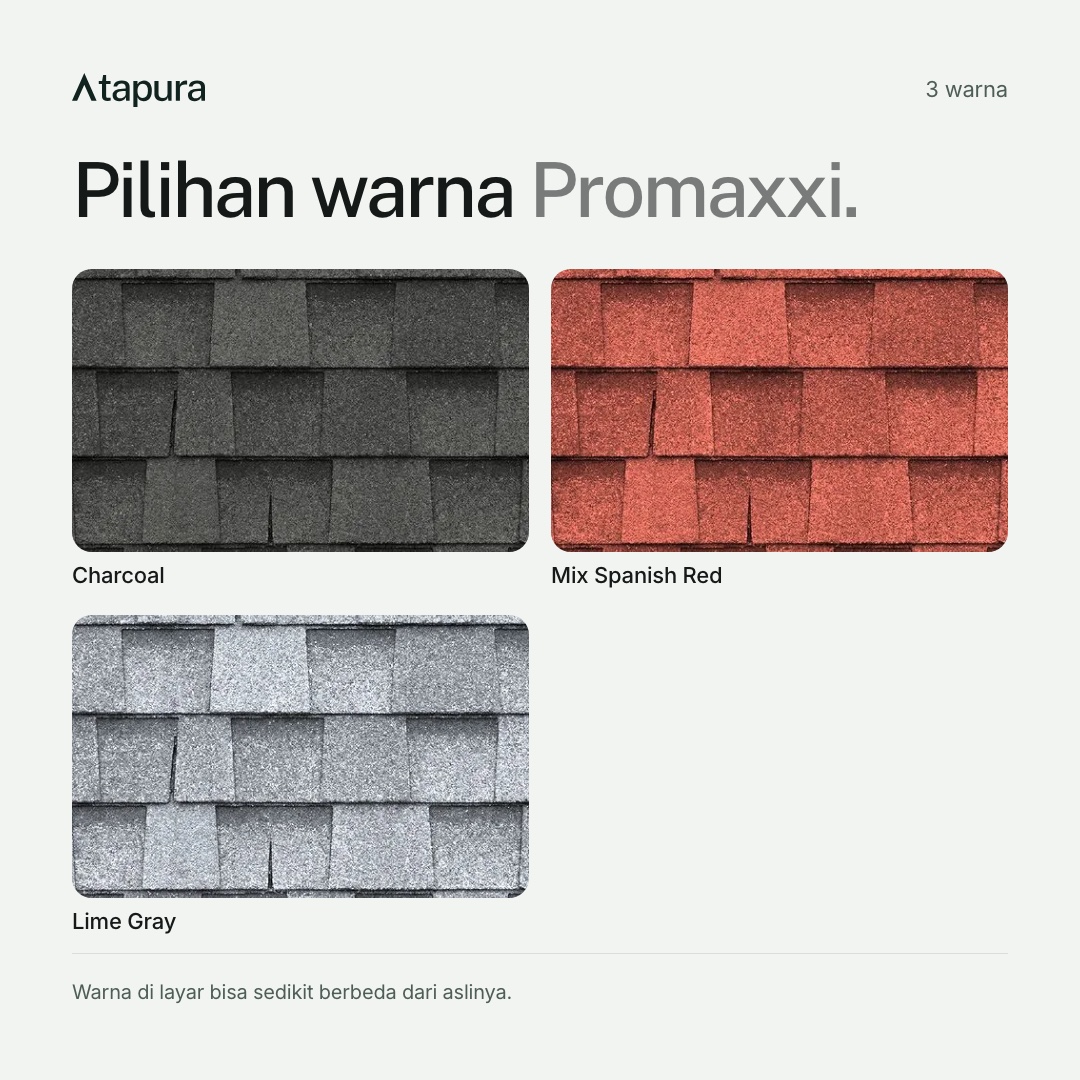 Atapura
3 warna
Pilihan warna Promaxxi.
Charcoal
Mix Spanish Red
Lime Gray
Warna di layar bisa sedikit berbeda dari aslinya.